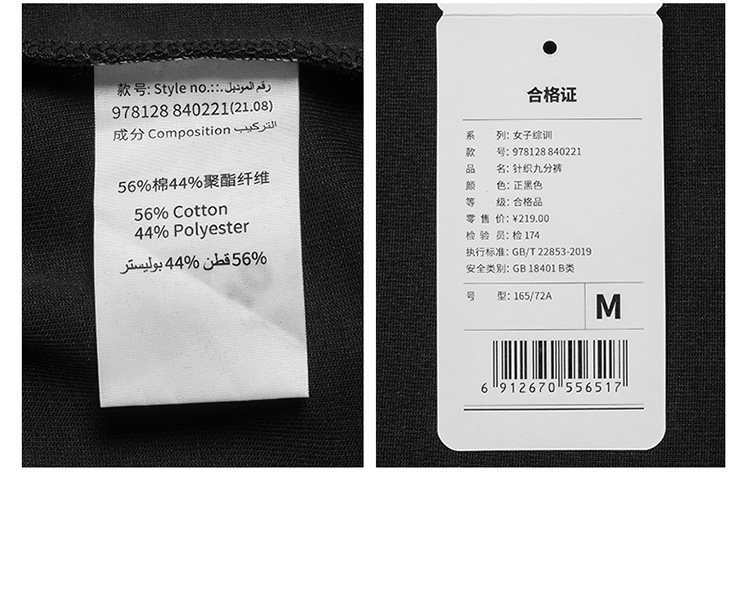 款号: Style no.::. رقم الموديل
978128 840221(21.08)
成分 Composition التركيب
56%棉44%聚酯纤维
56% Cotton
44% Polyester
56% قطن 44% بوليستر
合格证
系 列: 女子综训
款 号: 978128 840221
品 名: 针织九分裤
颜 色: 正黑色
等 级: 合格品
零 售 价: ¥219.00
检 验 员: 检 174
执行标准: GB/T 22853-2019
安全类别: GB 18401 B类
号 型: 165/72A
M
6 912670 556517